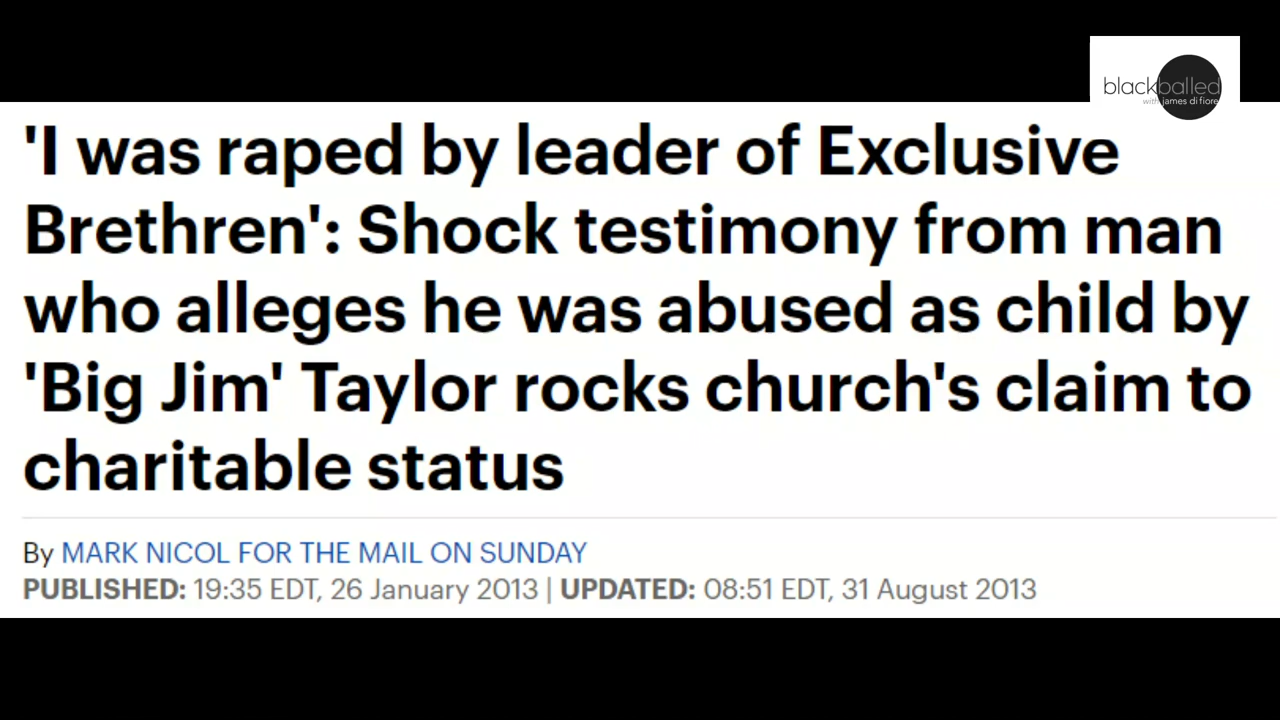 blackballed
with james di fiore
'I was raped by leader of Exclusive
Brethren': Shock testimony from man
who alleges he was abused as child by
'Big Jim' Taylor rocks church's claim to
charitable status
By MARK NICOL FOR THE MAIL ON SUNDAY
PUBLISHED: 19:35 EDT, 26 January 2013 | UPDATED: 08:51 EDT, 31 August 2013